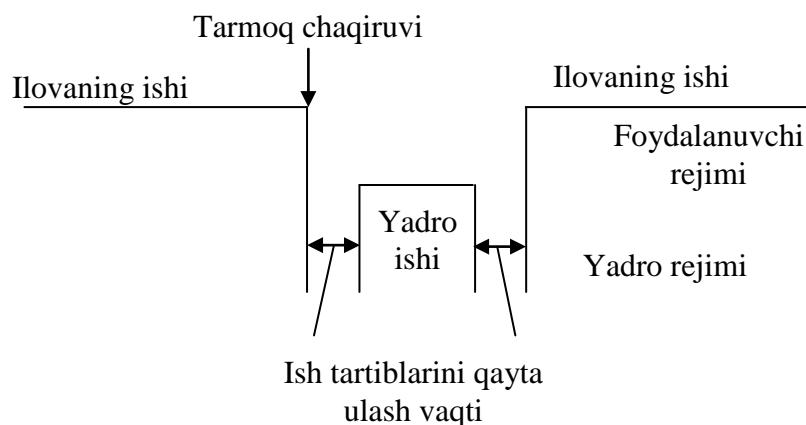 Tarmoq chaqiruvi
Ilovaning ishi
Ilovaning ishi
Foydalanuvchi
rejimi
Yadro
ishi
Yadro rejimi
Ish tartiblarini qayta
ulash vaqti